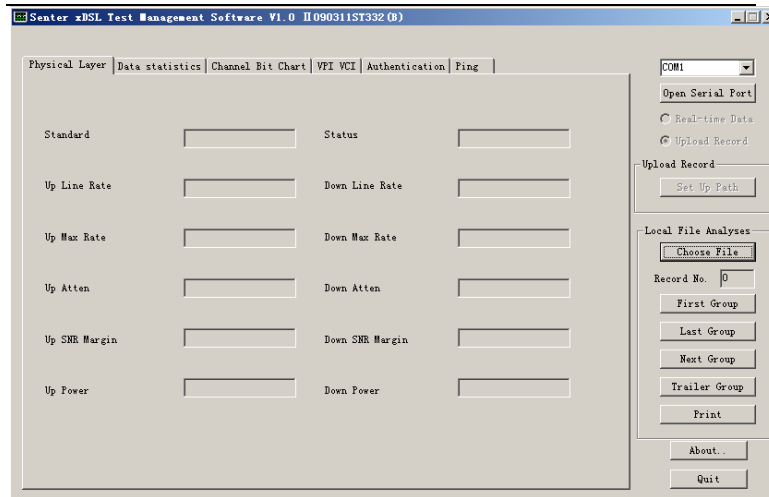 Senter xDSL Test Management Software V1.0 II090311ST332(B)
Physical Layer Data statistics Channel Bit Chart VPI VCI Authentication Ping
COM1
Open Serial Port
Real-time Data
Upload Record
Upload Record
Set Up Path
Standard Status
Up Line Rate Down Line Rate
Up Max Rate Down Max Rate
Up Atten Down Atten
Up SNR Margin Down SNR Margin
Up Power Down Power
Local File Analyses
Choose File
Record No. 0
First Group
Last Group
Next Group
Trailer Group
Print
About..
Quit